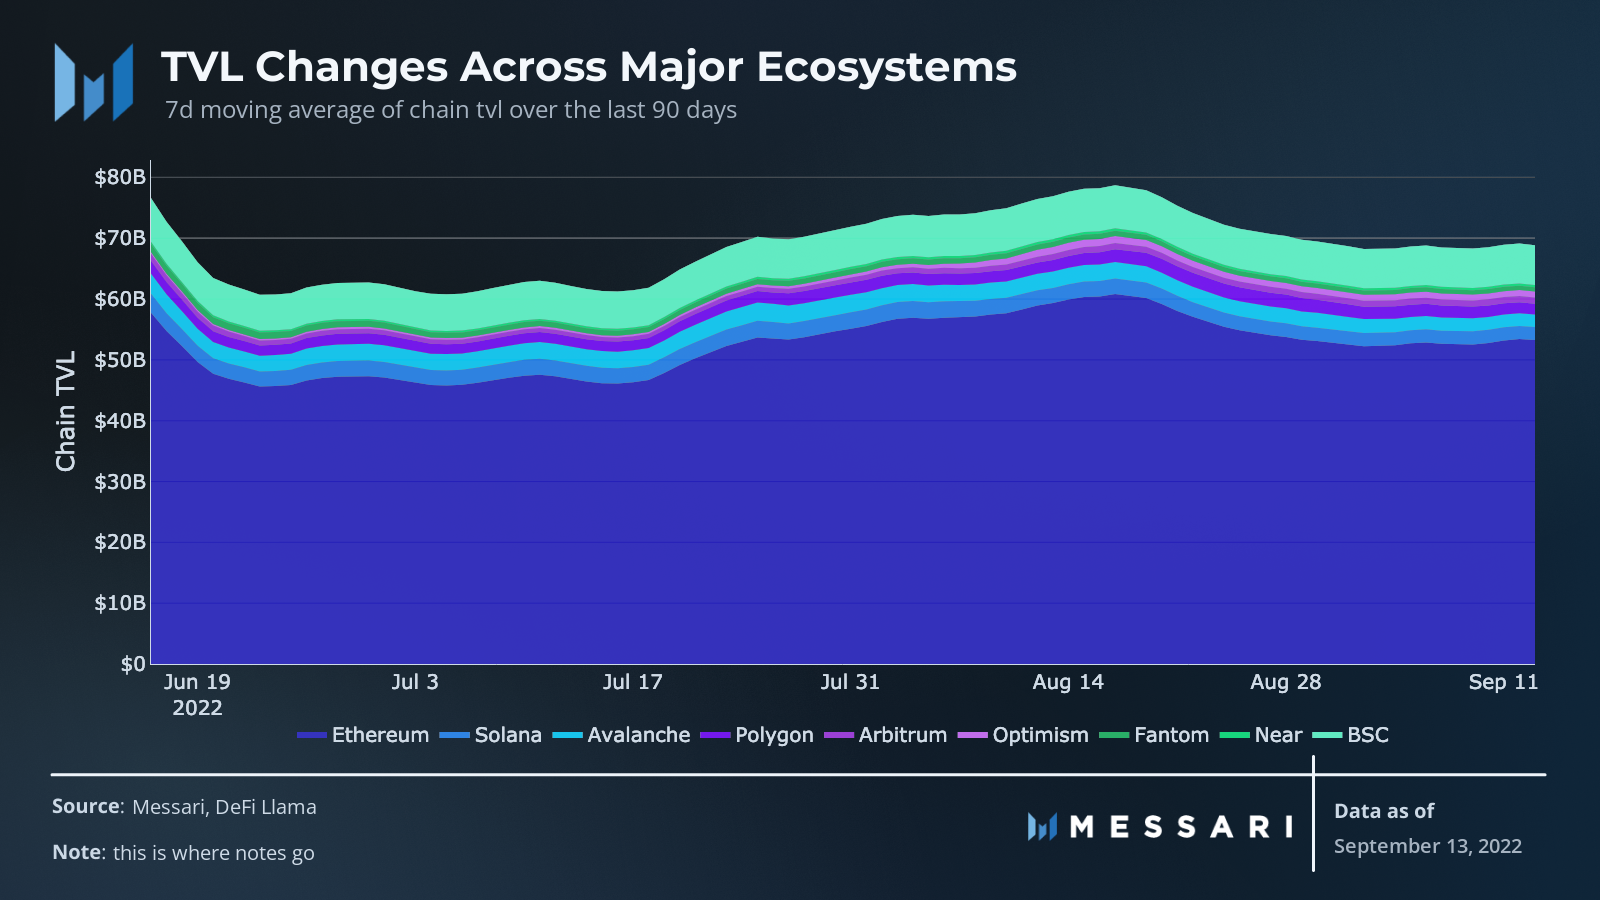 TVL Changes Across Major Ecosystems
7d moving average of chain tvl over the last 90 days
$80B
$70B
$60B
$50B
$40B
$30B
$20B
$10B
$0
Chain TVL
Jun 19 Jul 3 Jul 17 Jul 31 Aug 14 Aug 28 Sep 11
2022
Ethereum Solana Avalanche Polygon Arbitrum Optimism Fantom Near BSC
Source: Messari, DeFi Llama
Note: this is where notes go
MESSARI
Data as of
September 13, 2022